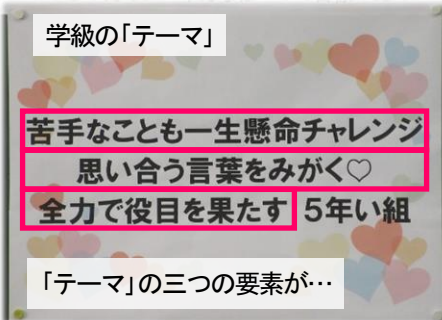 学級の「テーマ」
苦手なことも一生懸命チャレンジ
思い合う言葉をみがく♡
全力で役目を果たす 5年い組
「テーマ」の三つの要素が…